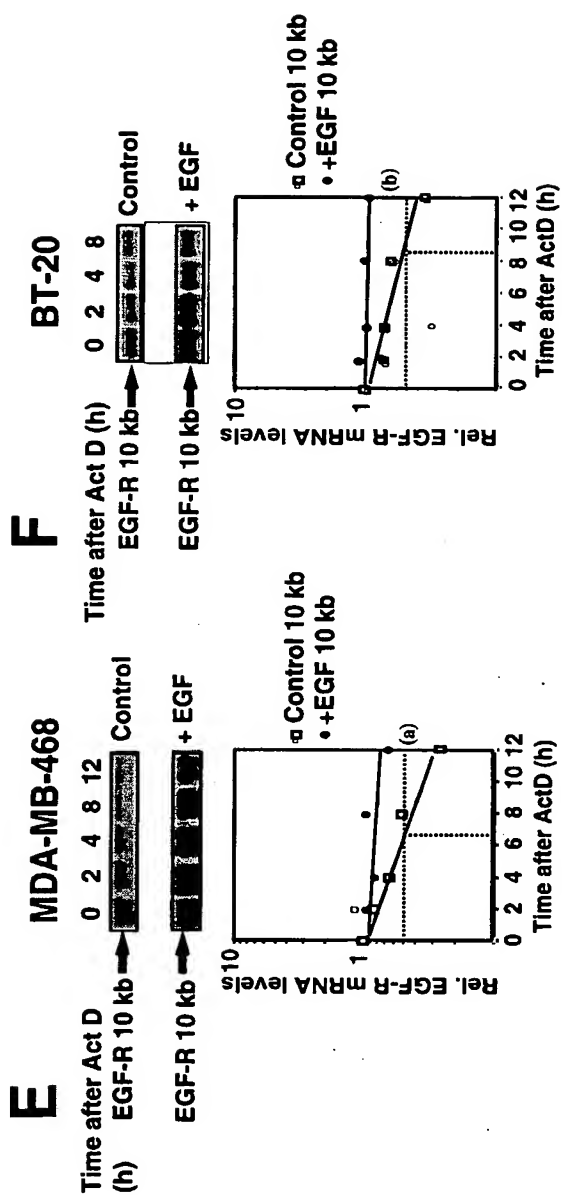 E
MDA-MB-468
Time after Act D
(h)
0 2 4 8 12
EGF-R 10 kb
Control
EGF-R 10 kb
+ EGF
Control 10 kb
+EGF 10 kb
10
1
Rel. EGF-R mRNA levels
(a)
0 2 4 6 8 10 12
Time after ActD (h)
F
BT-20
Time after Act D (h)
0 2 4 8
EGF-R 10 kb
Control
EGF-R 10 kb
+ EGF
Control 10 kb
+EGF 10 kb
10
1
Rel. EGF-R mRNA levels
(b)
0 2 4 6 8 10 12
Time after ActD (h)